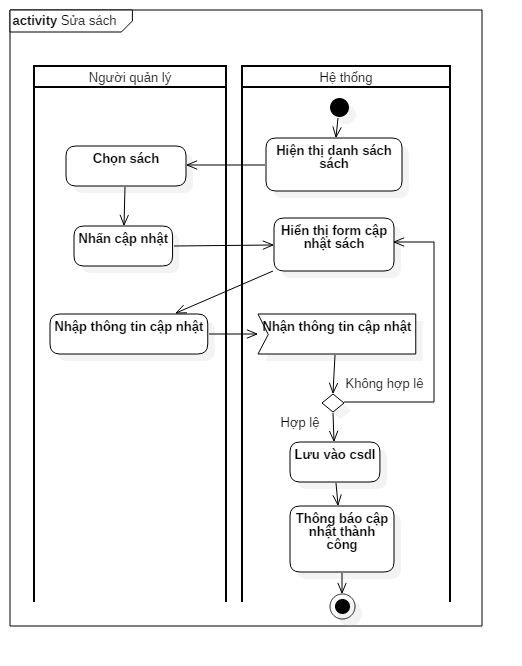 activity Sửa sách
Người quản lý
Hệ thống
Hiện thị danh sách
sách
Chọn sách
Nhấn cập nhật
Hiển thị form cập
nhật sách
Nhập thông tin cập nhật
Nhận thông tin cập nhật
Không hợp lê
Hợp lệ
Lưu vào csdl
Thông báo cập
nhật thành
công